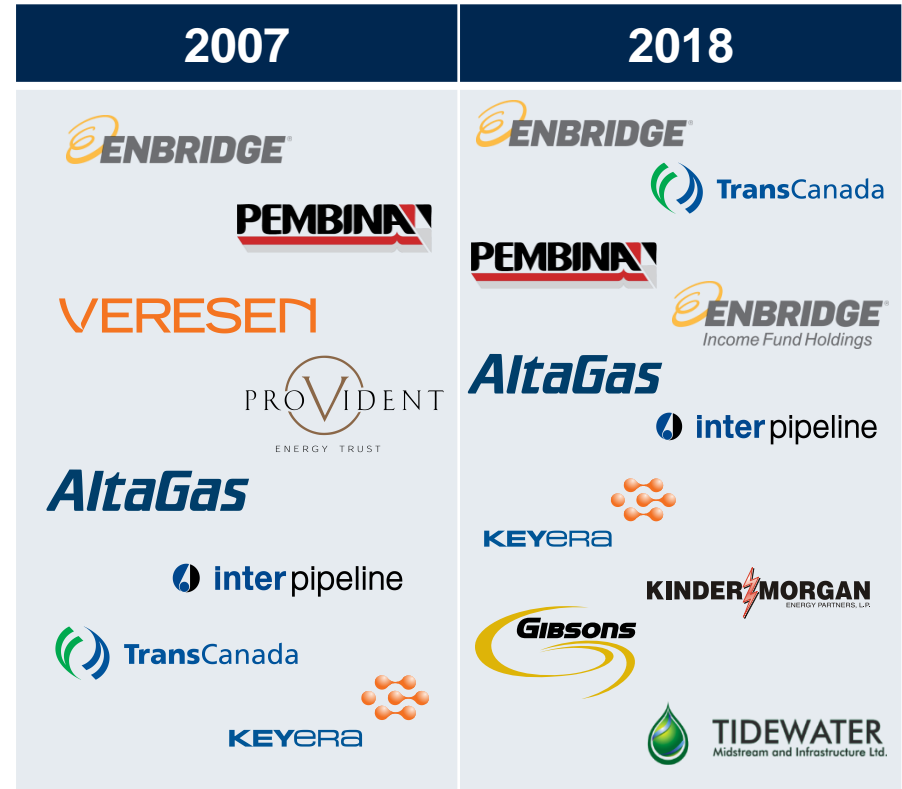 2007
2018
ENBRIDGE®
PEMBINA
VERESEN
PROVIDENT
ENERGY TRUST
AltaGas
inter pipeline
TransCanada
KEYERA
ENBRIDGE®
TransCanada
PEMBINA
ENBRIDGE®
Income Fund Holdings
AltaGas
inter pipeline
KEYERA
KINDER MORGAN
ENERGY PARTNERS, L.P.
GIBSONS
TIDEWATER
Midstream and Infrastructure Ltd.